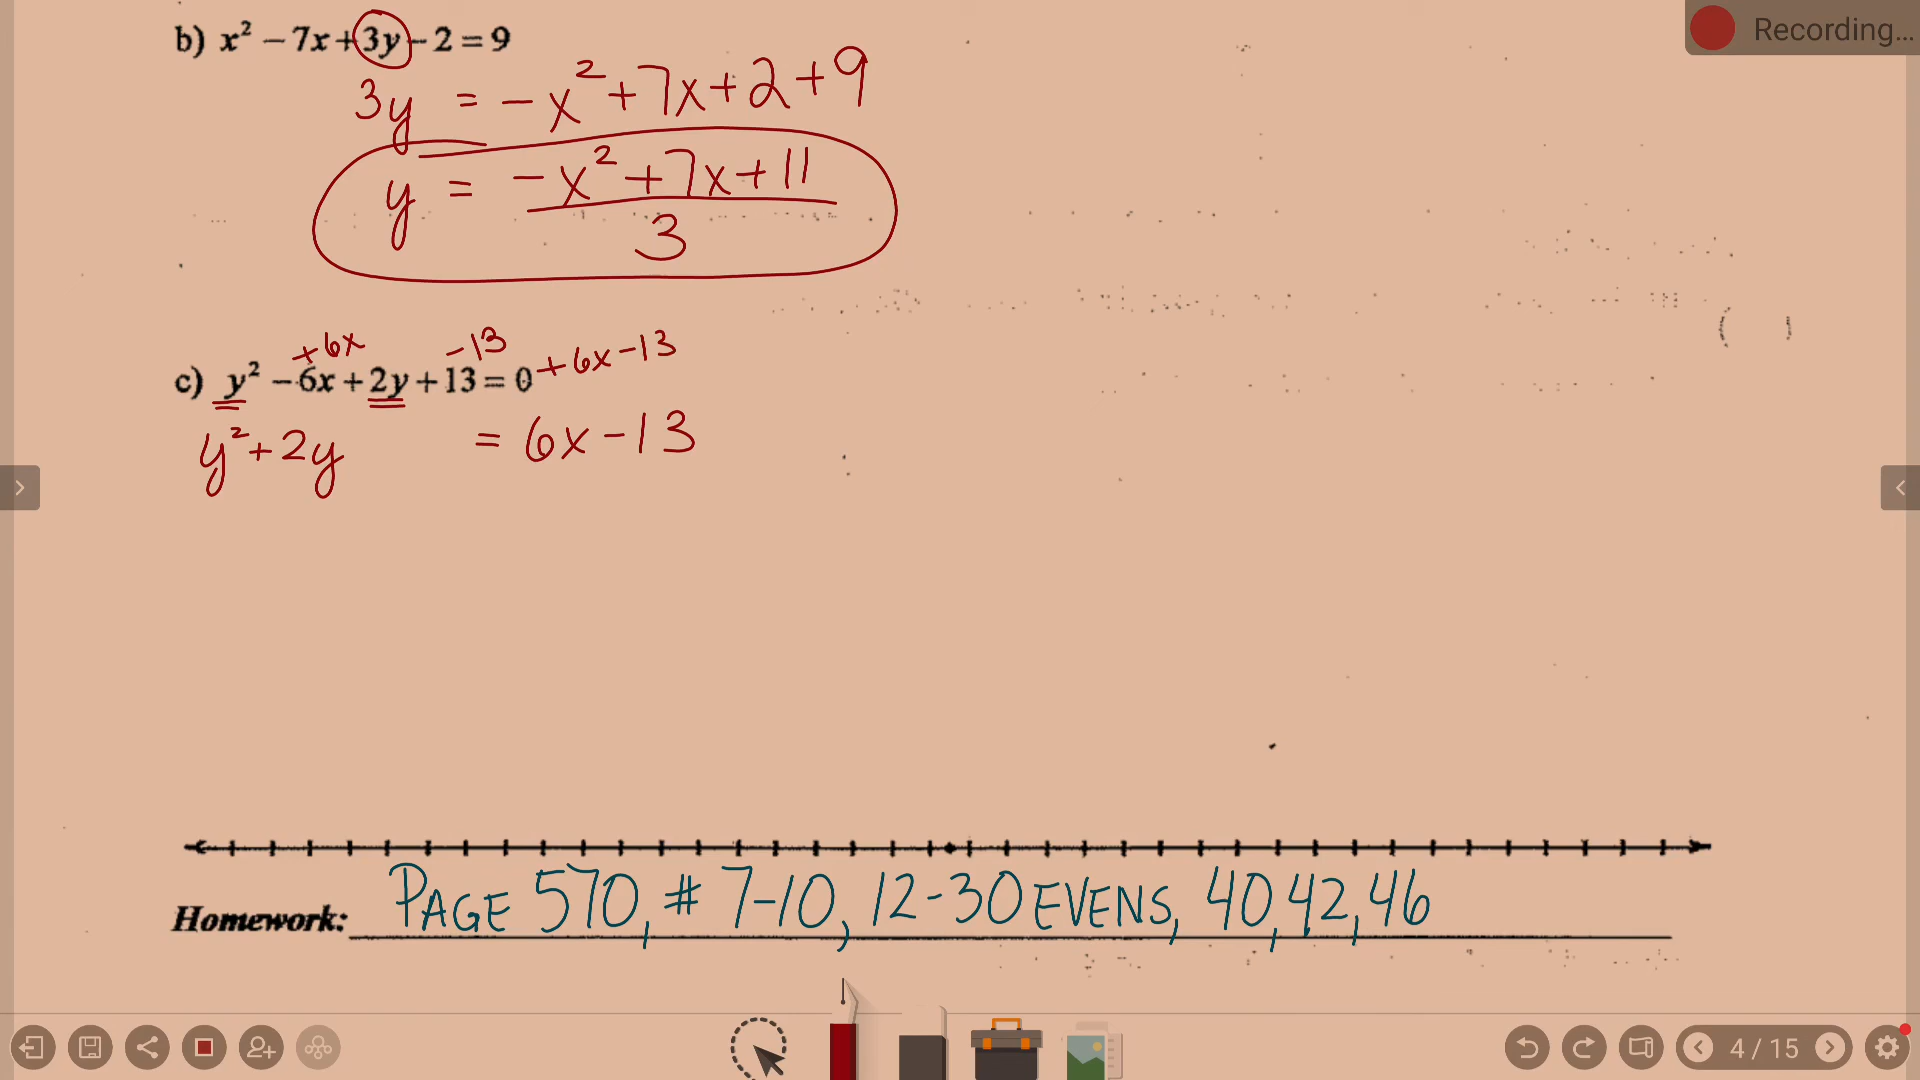 Recording...
b) x² − 7x + 3y − 2 = 9
3y = −x² + 7x + 2 + 9
y = −x² + 7x + 11
3
+6x −13
c) y² − 6x + 2y + 13 = 0 +6x −13
y² + 2y = 6x − 13
PAGE 570, # 7-10, 12-30 EVENS, 40, 42, 46
Homework:
4 / 15